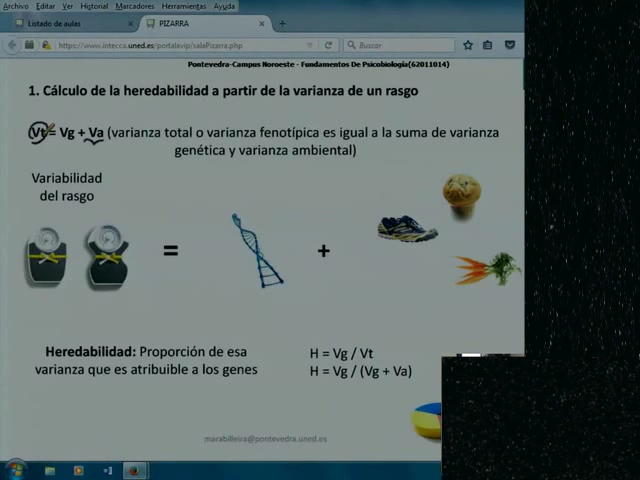 Archivo Editar Ver Historial Marcadores Herramientas Ayuda
Listado de aulas × PIZARRA × +
https://www.intecca.uned.es/portalavip/salaPizarra.php
Buscar
Pontevedra-Campus Noroeste - Fundamentos De Psicobiología(62011014)
1. Cálculo de la heredabilidad a partir de la varianza de un rasgo
Vt = Vg + Va (varianza total o varianza fenotípica es igual a la suma de varianza
genética y varianza ambiental)
Variabilidad
del rasgo
= +
Heredabilidad: Proporción de esa
varianza que es atribuible a los genes
H = Vg / Vt
H = Vg / (Vg + Va)
marabilleira@pontevedra.uned.es